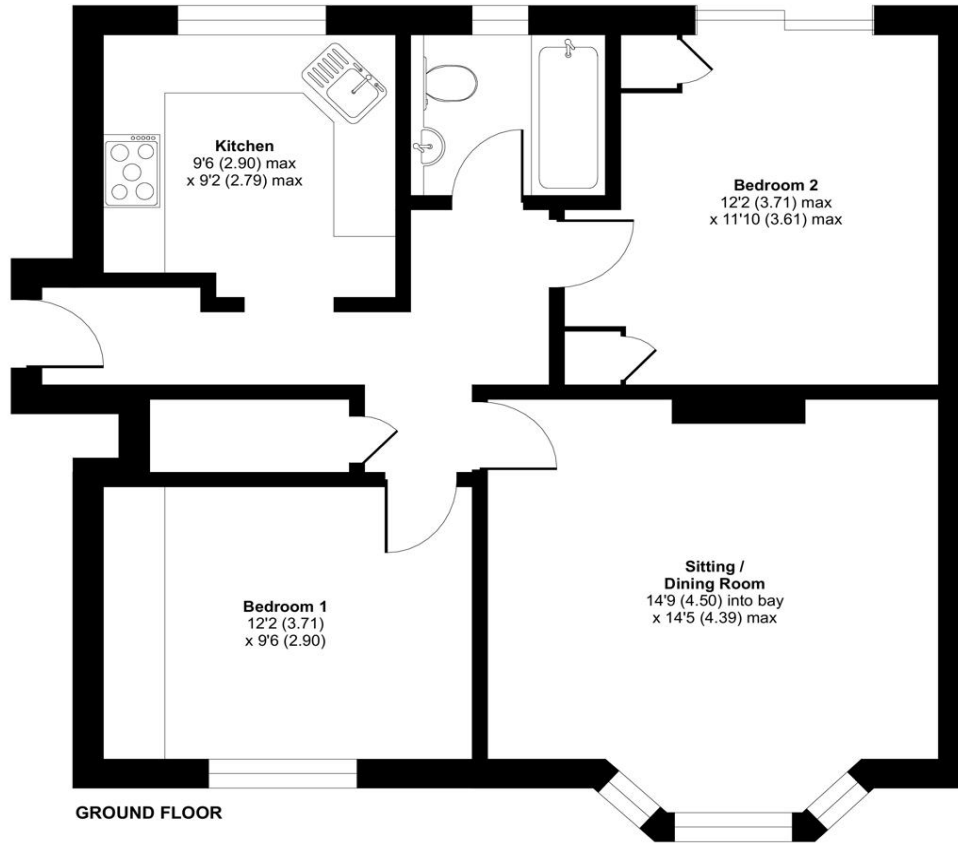 Kitchen
9'6 (2.90) max
x 9'2 (2.79) max
Bedroom 2
12'2 (3.71) max
x 11'10 (3.61) max
Sitting /
Dining Room
14'9 (4.50) into bay
x 14'5 (4.39) max
Bedroom 1
12'2 (3.71)
x 9'6 (2.90)
GROUND FLOOR